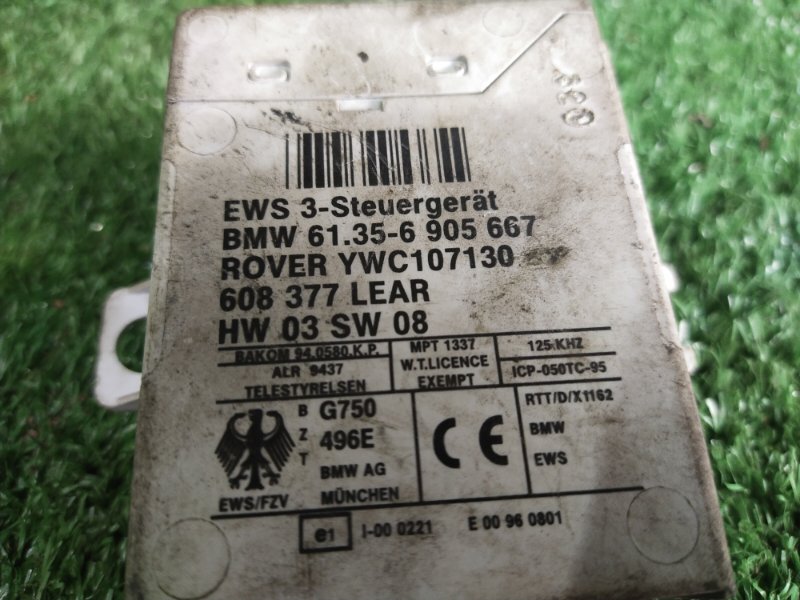 EWS 3-Steuergerät
BMW 61.35-6 905 667
ROVER YWC107130
608 377 LEAR
HW 03 SW 08
BAKOM 94.0580.K.P.
MPT 1337
125 KHZ
ALR 9437
W.T.LICENCE
ICP-050TC-95
TELESTYRELSEN
EXEMPT
B G750
Z 496E
T BMW AG
MÜNCHEN
EWS/FZV
CE
RTT/D/X1162
BMW
EWS
e1 I-00 0221 E 00 96 0801